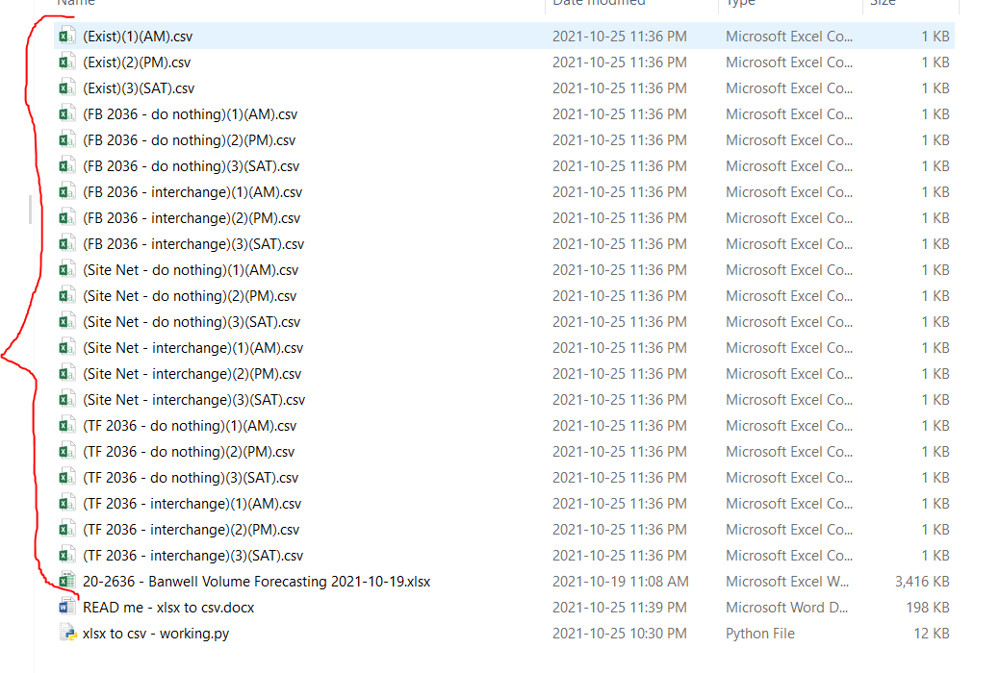 Name Date modified Type Size
(Exist)(1)(AM).csv 2021-10-25 11:36 PM Microsoft Excel Co... 1 KB
(Exist)(2)(PM).csv 2021-10-25 11:36 PM Microsoft Excel Co... 1 KB
(Exist)(3)(SAT).csv 2021-10-25 11:36 PM Microsoft Excel Co... 1 KB
(FB 2036 - do nothing)(1)(AM).csv 2021-10-25 11:36 PM Microsoft Excel Co... 1 KB
(FB 2036 - do nothing)(2)(PM).csv 2021-10-25 11:36 PM Microsoft Excel Co... 1 KB
(FB 2036 - do nothing)(3)(SAT).csv 2021-10-25 11:36 PM Microsoft Excel Co... 1 KB
(FB 2036 - interchange)(1)(AM).csv 2021-10-25 11:36 PM Microsoft Excel Co... 1 KB
(FB 2036 - interchange)(2)(PM).csv 2021-10-25 11:36 PM Microsoft Excel Co... 1 KB
(FB 2036 - interchange)(3)(SAT).csv 2021-10-25 11:36 PM Microsoft Excel Co... 1 KB
(Site Net - do nothing)(1)(AM).csv 2021-10-25 11:36 PM Microsoft Excel Co... 1 KB
(Site Net - do nothing)(2)(PM).csv 2021-10-25 11:36 PM Microsoft Excel Co... 1 KB
(Site Net - do nothing)(3)(SAT).csv 2021-10-25 11:36 PM Microsoft Excel Co... 1 KB
(Site Net - interchange)(1)(AM).csv 2021-10-25 11:36 PM Microsoft Excel Co... 1 KB
(Site Net - interchange)(2)(PM).csv 2021-10-25 11:36 PM Microsoft Excel Co... 1 KB
(Site Net - interchange)(3)(SAT).csv 2021-10-25 11:36 PM Microsoft Excel Co... 1 KB
(TF 2036 - do nothing)(1)(AM).csv 2021-10-25 11:36 PM Microsoft Excel Co... 1 KB
(TF 2036 - do nothing)(2)(PM).csv 2021-10-25 11:36 PM Microsoft Excel Co... 1 KB
(TF 2036 - do nothing)(3)(SAT).csv 2021-10-25 11:36 PM Microsoft Excel Co... 1 KB
(TF 2036 - interchange)(1)(AM).csv 2021-10-25 11:36 PM Microsoft Excel Co... 1 KB
(TF 2036 - interchange)(2)(PM).csv 2021-10-25 11:36 PM Microsoft Excel Co... 1 KB
(TF 2036 - interchange)(3)(SAT).csv 2021-10-25 11:36 PM Microsoft Excel Co... 1 KB
20-2636 - Banwell Volume Forecasting 2021-10-19.xlsx 2021-10-19 11:08 AM Microsoft Excel W... 3,416 KB
READ me - xlsx to csv.docx 2021-10-25 11:39 PM Microsoft Word D... 198 KB
xlsx to csv - working.py 2021-10-25 10:30 PM Python File 12 KB